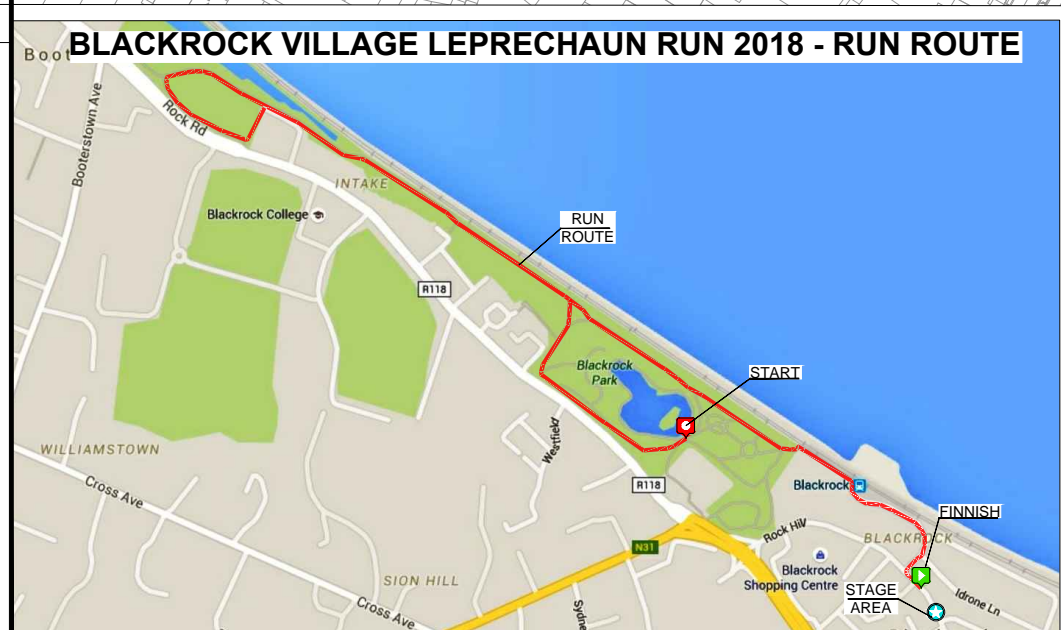 BLACKROCK VILLAGE LEPRECHAUN RUN 2018 - RUN ROUTE
Boot
Rock Rd
Booterstown Ave
INTAKE
Blackrock College
RUN
ROUTE
R118
Blackrock
Park
START
Westfield
WILLIAMSTOWN
Cross Ave
R118
Blackrock
FINNISH
Rock Hill
BLACKROCK
N31
Blackrock
Shopping Centre
SION HILL
STAGE
AREA
Idrone Ln
Cross Ave
Sydne